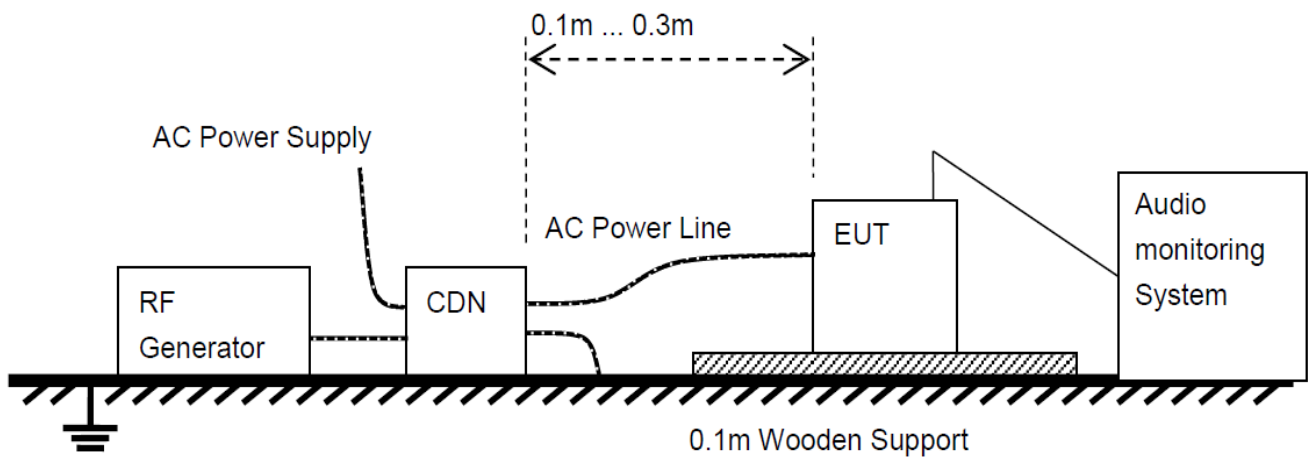 0.1m ... 0.3m
AC Power Supply
AC Power Line
EUT
Audio
monitoring
System
RF
Generator
CDN
0.1m Wooden Support